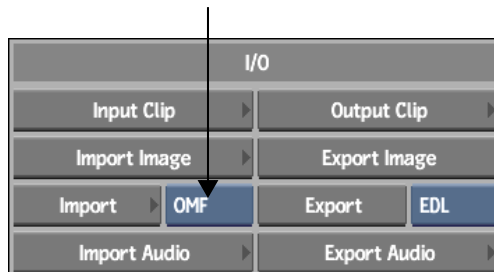 I/O
Input Clip Output Clip
Import Image Export Image
Import OMF Export EDL
Import Audio Export Audio